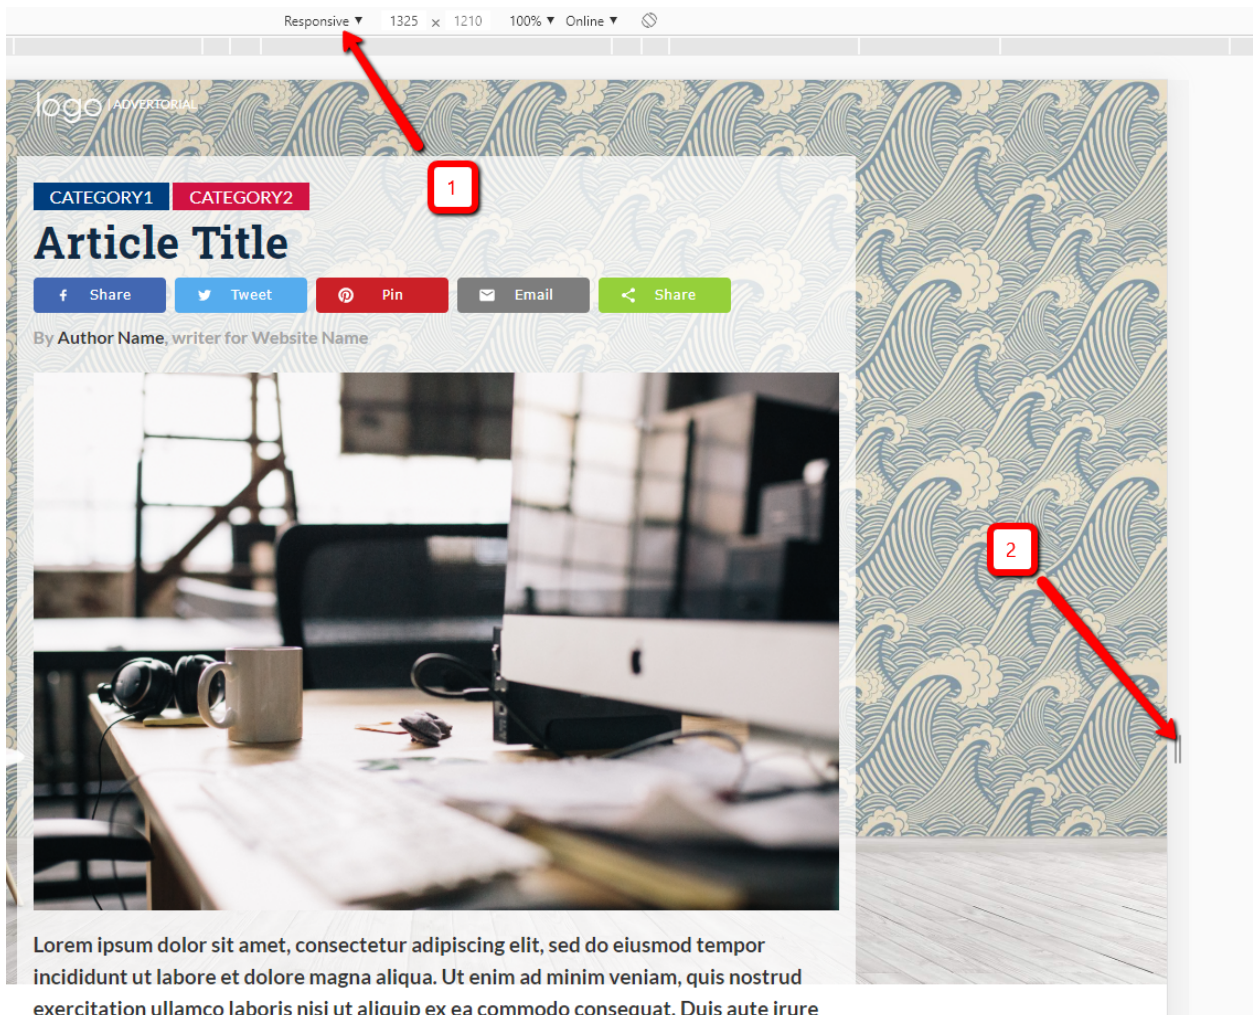 Responsive ▼ 1325 × 1210 100% ▼ Online ▼
logo | ADVERTORIAL
1
CATEGORY1 CATEGORY2
Article Title
Share Tweet Pin Email Share
By Author Name, writer for Website Name
2
Lorem ipsum dolor sit amet, consectetur adipiscing elit, sed do eiusmod tempor
incididunt ut labore et dolore magna aliqua. Ut enim ad minim veniam, quis nostrud
exercitation ullamco laboris nisi ut aliquip ex ea commodo consequat. Duis aute irure